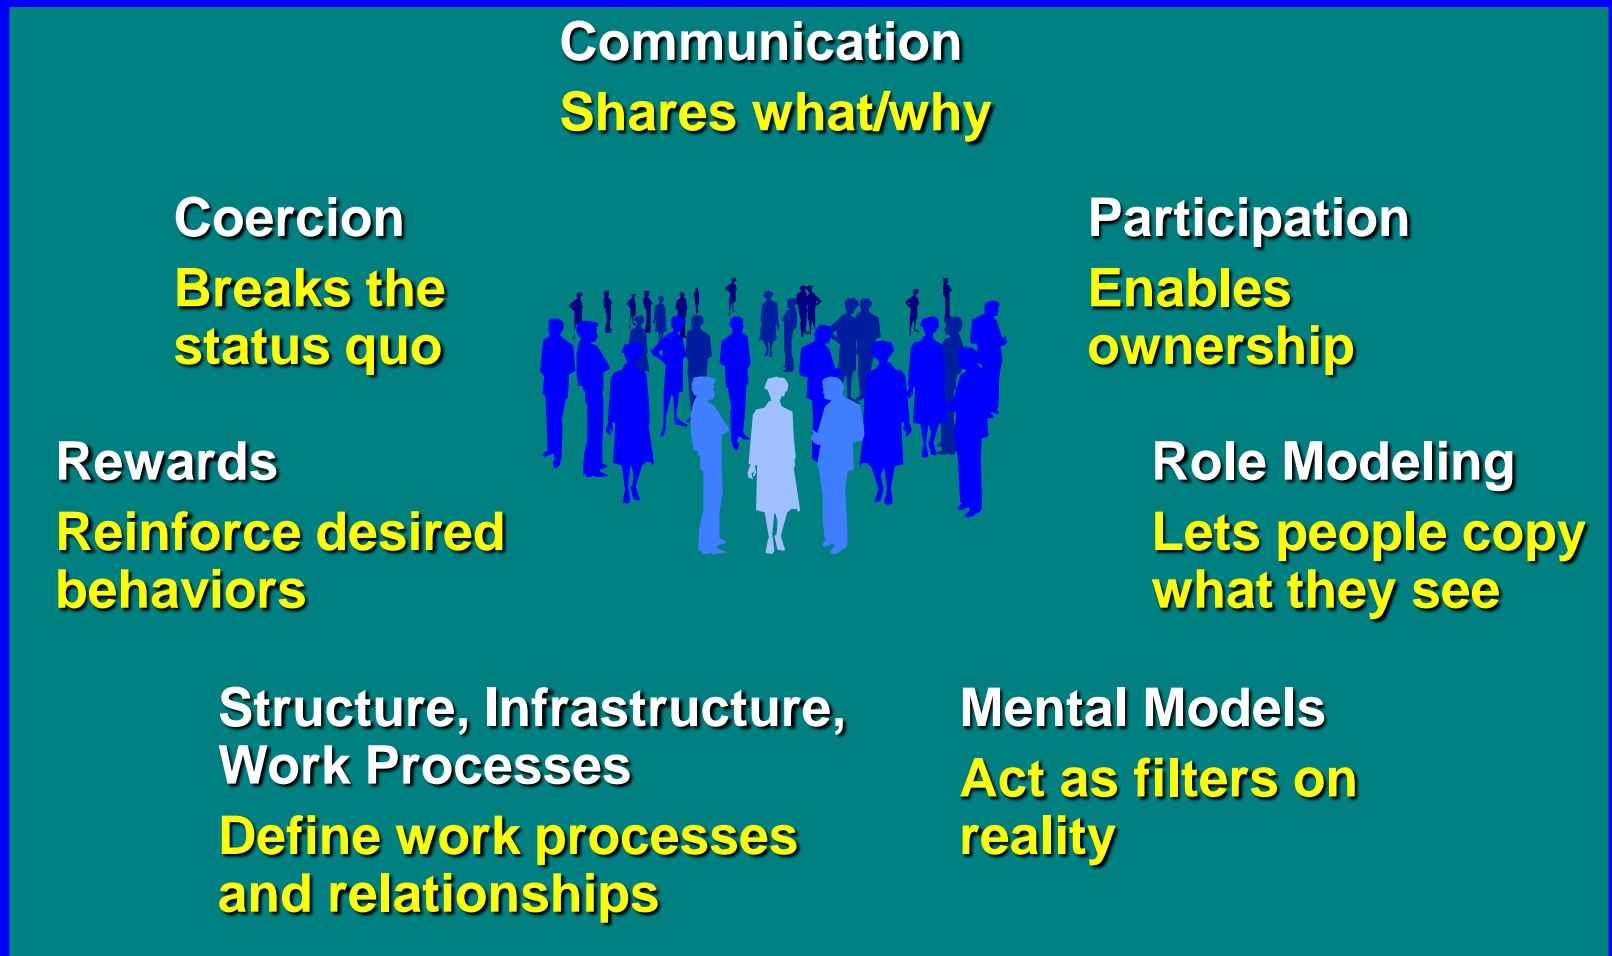 Communication
Shares what/why
Coercion
Breaks the
status quo
Participation
Enables
ownership
Rewards
Reinforce desired
behaviors
Role Modeling
Lets people copy
what they see
Structure, Infrastructure,
Work Processes
Define work processes
and relationships
Mental Models
Act as filters on
reality